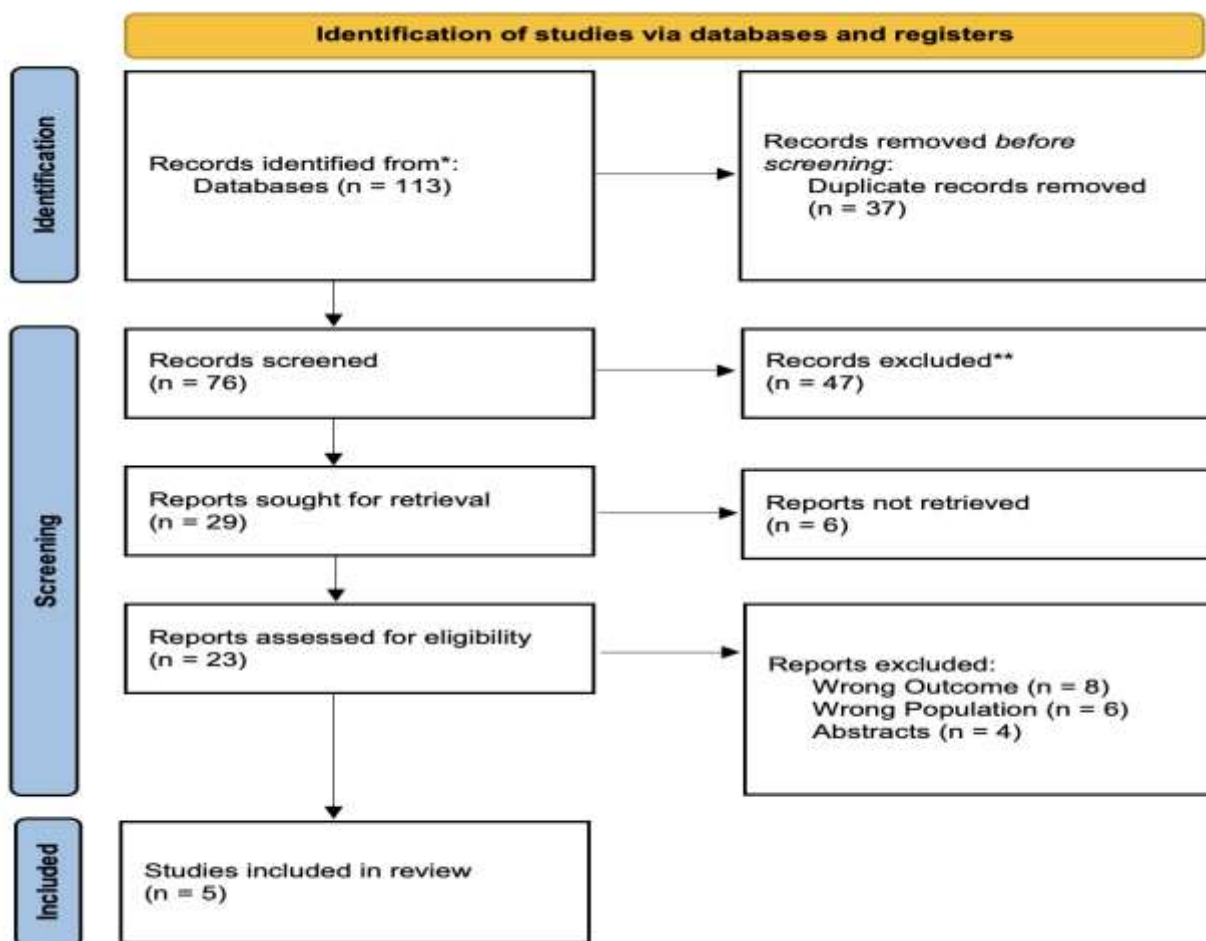 Identification of studies via databases and registers
Identification
Records identified from*:
Databases (n = 113)
Records removed before
screening:
Duplicate records removed
(n = 37)
Screening
Records screened
(n = 76)
Records excluded**
(n = 47)
Reports sought for retrieval
(n = 29)
Reports not retrieved
(n = 6)
Reports assessed for eligibility
(n = 23)
Reports excluded:
Wrong Outcome (n = 8)
Wrong Population (n = 6)
Abstracts (n = 4)
Included
Studies included in review
(n = 5)